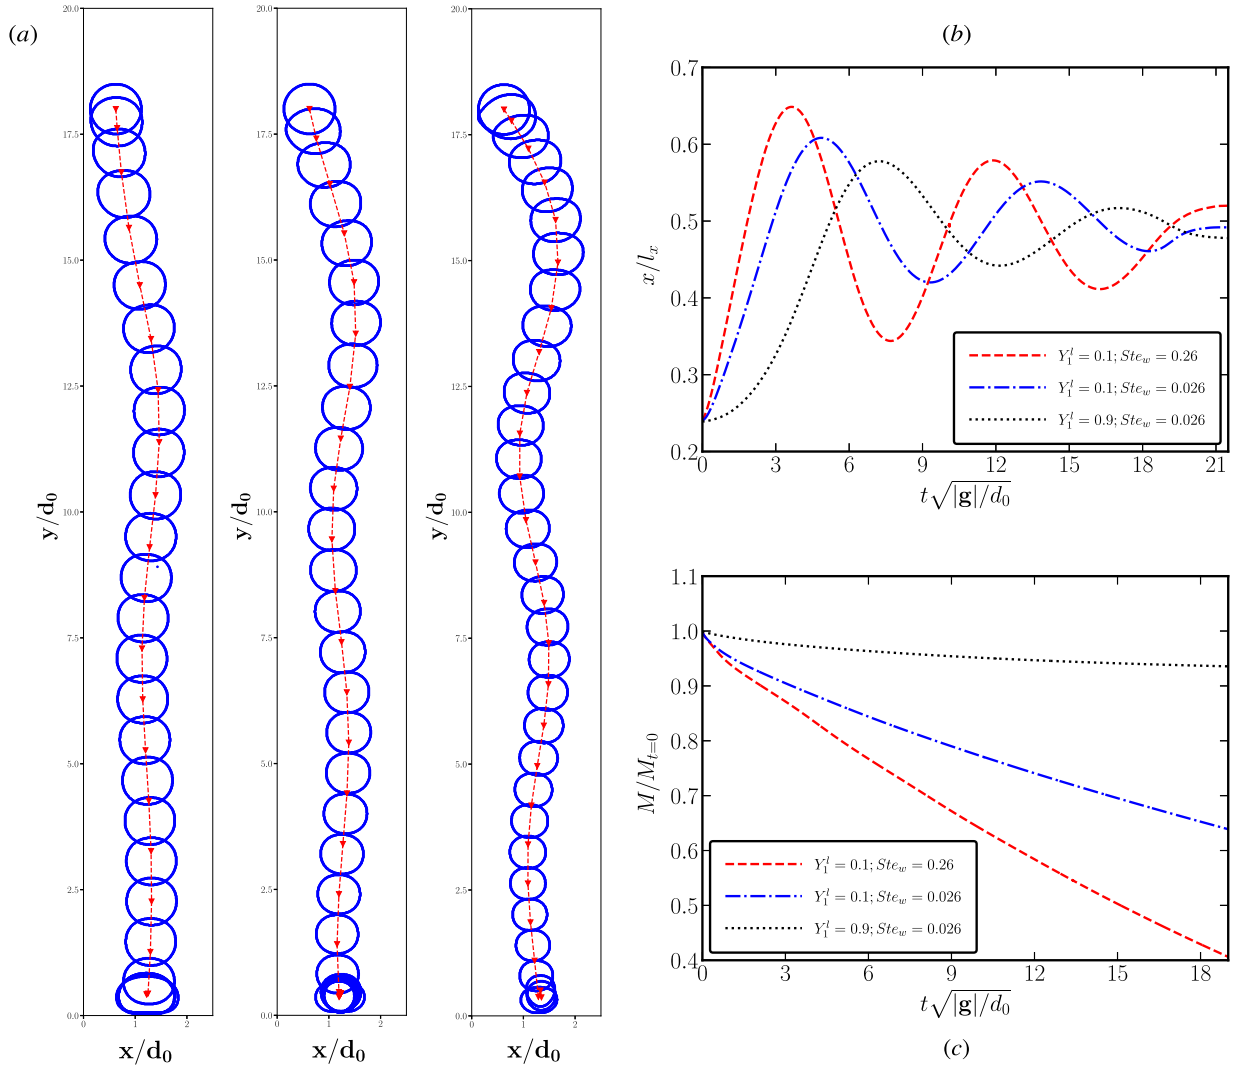 (a)
20.0
17.5
15.0
12.5
10.0
7.5
5.0
2.5
0.0
y/d₀
0 1 2
x/d₀
20.0
17.5
15.0
12.5
10.0
7.5
5.0
2.5
0.0
y/d₀
0 1 2
x/d₀
20.0
17.5
15.0
12.5
10.0
7.5
5.0
2.5
0.0
y/d₀
0 1 2
x/d₀
(b)
0.7
0.6
0.5
0.4
0.3
0.2
x/lₓ
Y₁ˡ = 0.1; Ste_w = 0.26
Y₁ˡ = 0.1; Ste_w = 0.026
Y₁ˡ = 0.9; Ste_w = 0.026
0 3 6 9 12 15 18 21
t√|g|/d₀
1.1
1.0
0.9
0.8
0.7
0.6
0.5
0.4
M/M_{t=0}
Y₁ˡ = 0.1; Ste_w = 0.26
Y₁ˡ = 0.1; Ste_w = 0.026
Y₁ˡ = 0.9; Ste_w = 0.026
0 3 6 9 12 15 18
t√|g|/d₀
(c)